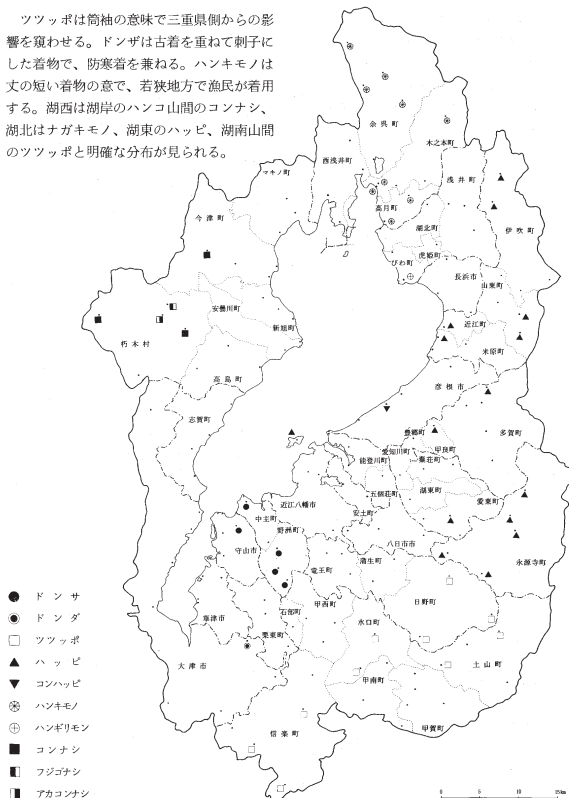 ツツッポは筒袖の意味で三重県側からの影
響を窺わせる。ドンザは古着を重ねて刺子に
した着物で、防寒着を兼ねる。ハンキモノは
丈の短い着物の意で、若狭地方で漁民が着用
する。湖西は湖岸のハンコ山間のコンナシ、
湖北はナガキモノ、湖東のハッピ、湖南山間
のツツッポと明確な分布が見られる。
余呉町
木之本町
西浅井町
マキノ町
浅井町
高月町
今津町
湖北町
伊吹町
虎姫町
びわ町
長浜市
山東町
安曇川町
近江町
新旭町
朽木村
米原町
高島町
彦根市
志賀町
豊郷町
多賀町
甲良町
愛知川町
秦荘町
能登川町
湖東町
五個荘町
愛東町
近江八幡市
安土町
中主町
野洲町
八日市市
守山市
蒲生町
永源寺町
竜王町
日野町
石部町
甲西町
草津市
水口町
栗東町
大津市
土山町
甲南町
信楽町
甲賀町
ドンサ
ドンダ
ツツッポ
ハッピ
コンハッピ
ハンキモノ
ハンギリモン
コンナシ
フジゴナシ
アカコンナシ
0 5 10 15km